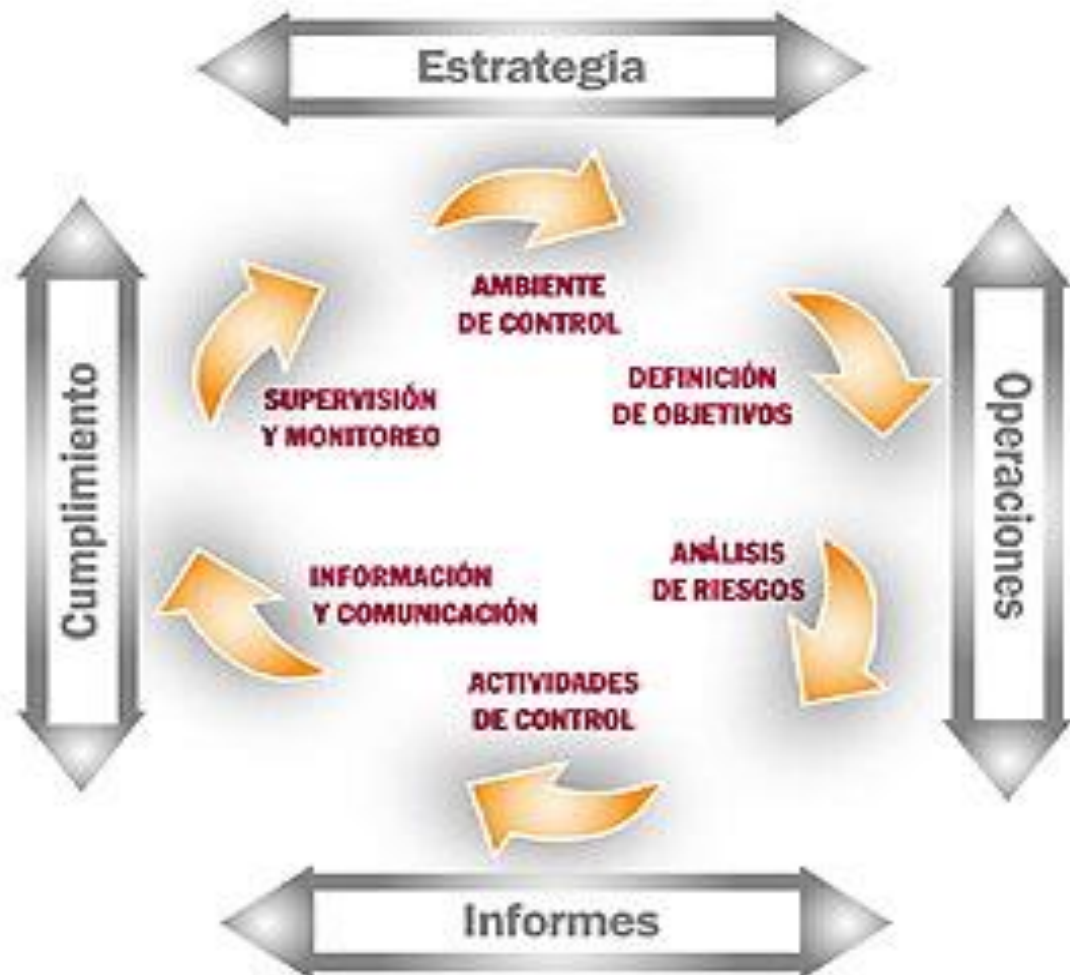 Estrategia
AMBIENTE
DE CONTROL
DEFINICIÓN
DE OBJETIVOS
SUPERVISIÓN
Y MONITOREO
Cumplimiento
Operaciones
ANÁLISIS
DE RIESGOS
INFORMACIÓN
Y COMUNICACIÓN
ACTIVIDADES
DE CONTROL
Informes